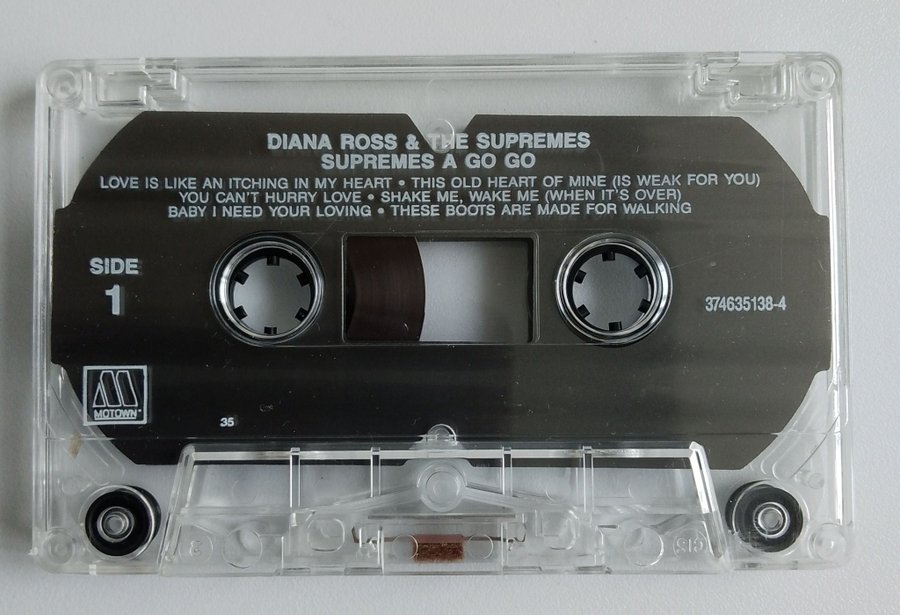 DIANA ROSS & THE SUPREMES
SUPREMES A GO GO
LOVE IS LIKE AN ITCHING IN MY HEART • THIS OLD HEART OF MINE (IS WEAK FOR YOU)
YOU CAN'T HURRY LOVE • SHAKE ME, WAKE ME (WHEN IT'S OVER)
BABY I NEED YOUR LOVING • THESE BOOTS ARE MADE FOR WALKING
SIDE
1
374635138-4
MOTOWN
35